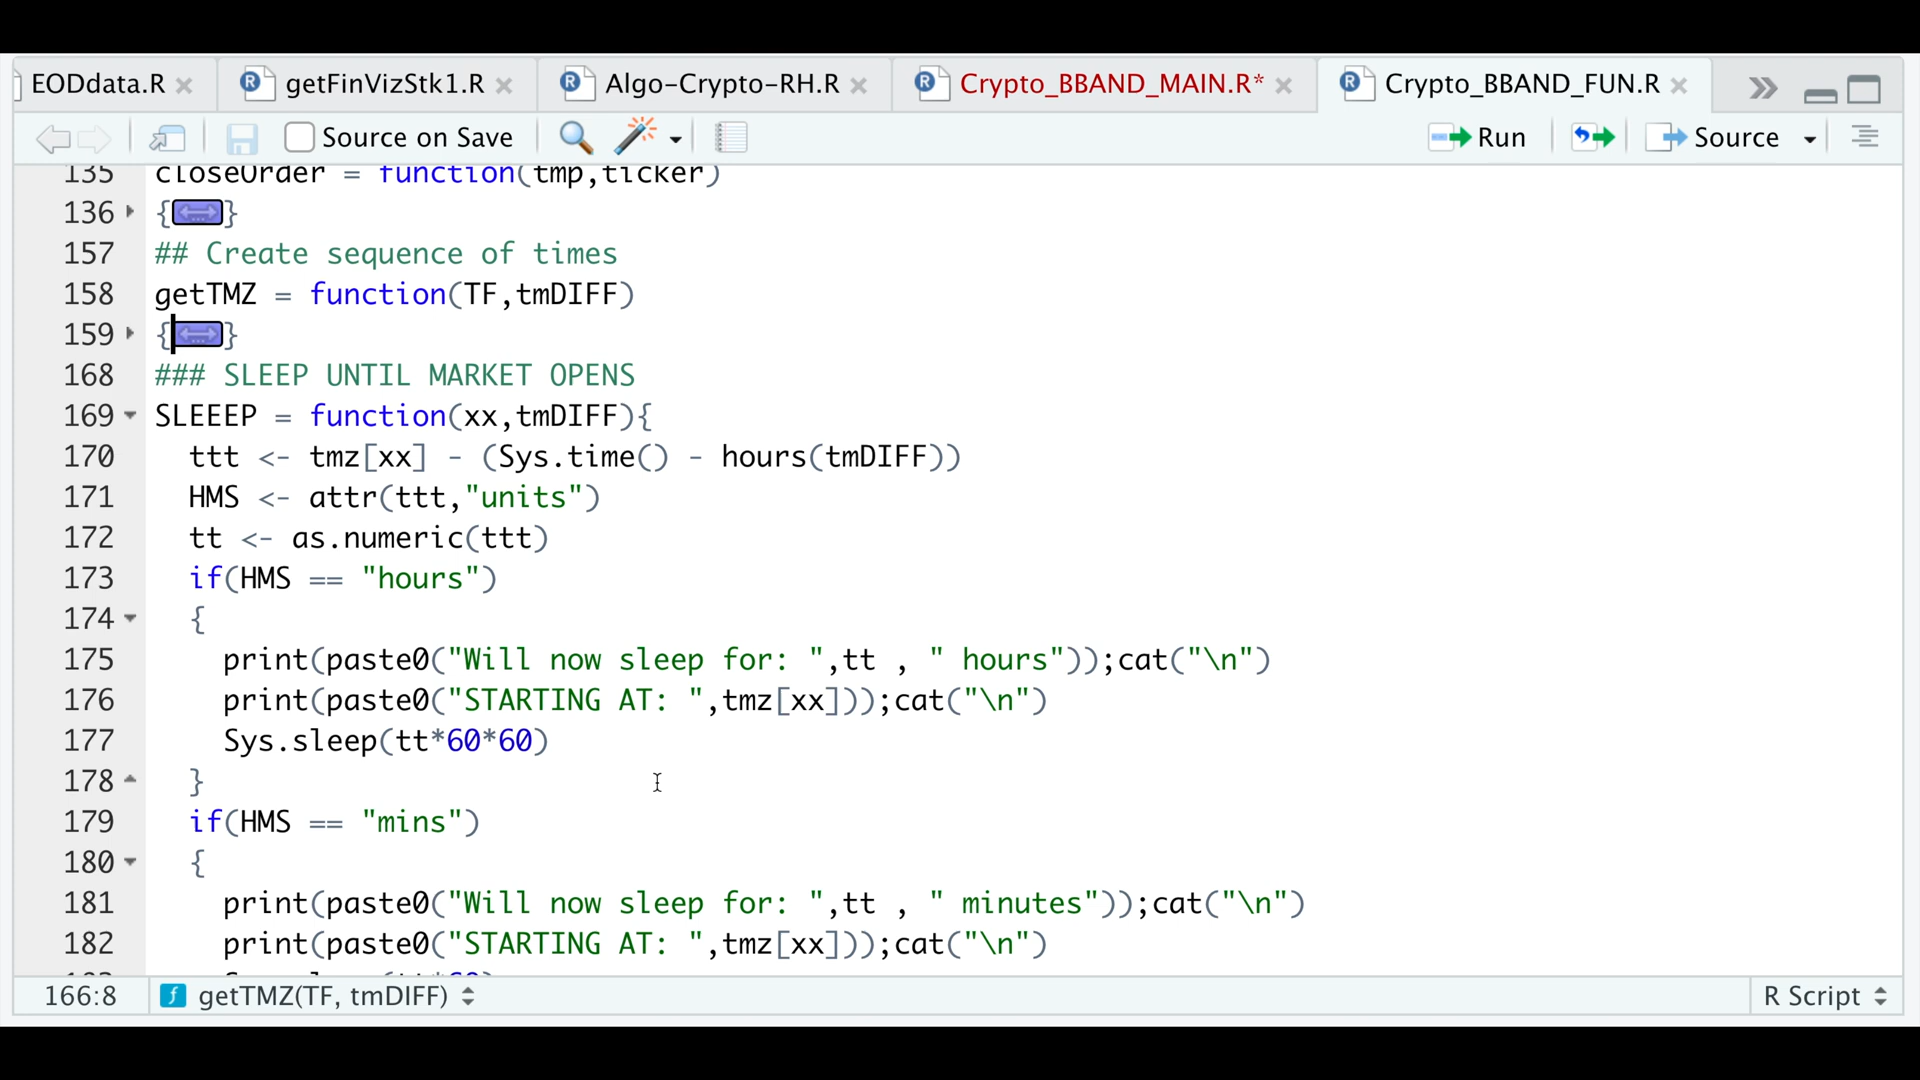 EODdata.R
getFinVizStk1.R
Algo-Crypto-RH.R
Crypto_BBAND_MAIN.R*
Crypto_BBAND_FUN.R
Source on Save
Run
Source
135 closeOrder = function(tmp,ticker)
136 {}
157 ## Create sequence of times
158 getTMZ = function(TF,tmDIFF)
159 {}
168 ### SLEEP UNTIL MARKET OPENS
169 SLEEEP = function(xx,tmDIFF){
170 ttt <- tmz[xx] - (Sys.time() - hours(tmDIFF))
171 HMS <- attr(ttt,"units")
172 tt <- as.numeric(ttt)
173 if(HMS == "hours")
174 {
175 print(paste0("Will now sleep for: ",tt , " hours"));cat("\n")
176 print(paste0("STARTING AT: ",tmz[xx]));cat("\n")
177 Sys.sleep(tt*60*60)
178 }
179 if(HMS == "mins")
180 {
181 print(paste0("Will now sleep for: ",tt , " minutes"));cat("\n")
182 print(paste0("STARTING AT: ",tmz[xx]));cat("\n")
166:8
getTMZ(TF, tmDIFF)
R Script